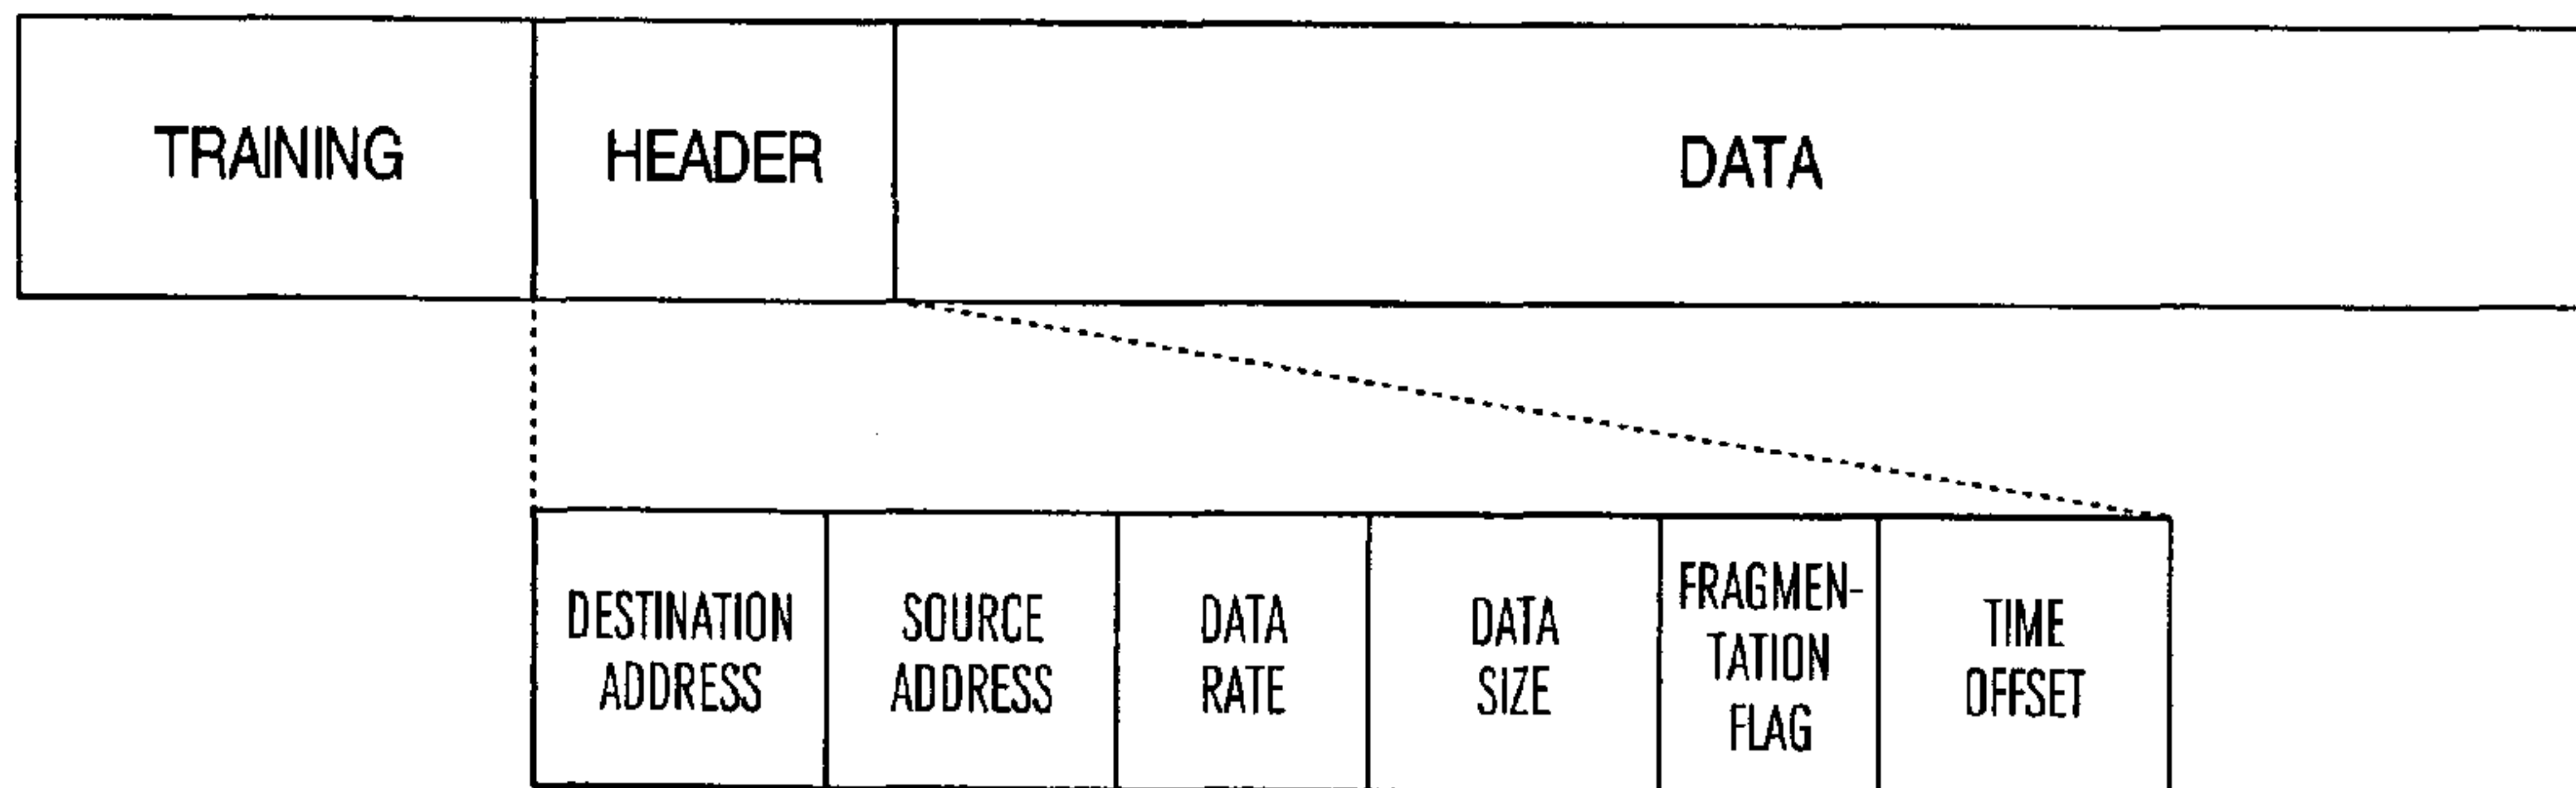 TRAINING
HEADER
DATA
DESTINATION
ADDRESS
SOURCE
ADDRESS
DATA
RATE
DATA
SIZE
FRAGMEN-
TATION
FLAG
TIME
OFFSET